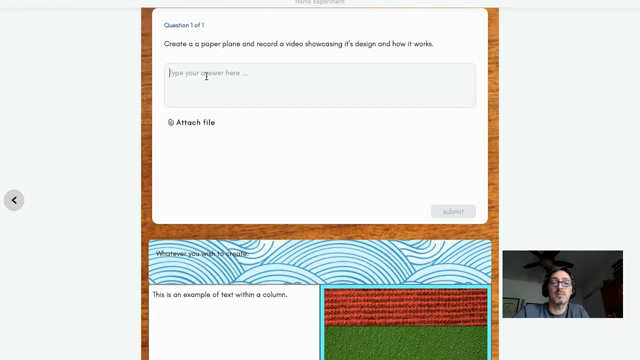 Home Experiment
Question 1 of 1
Create a a paper plane and record a video showcasing it's design and how it works.
Type your answer here ...
Attach file
submit
Whatever you wish to create.
This is an example of text within a column.